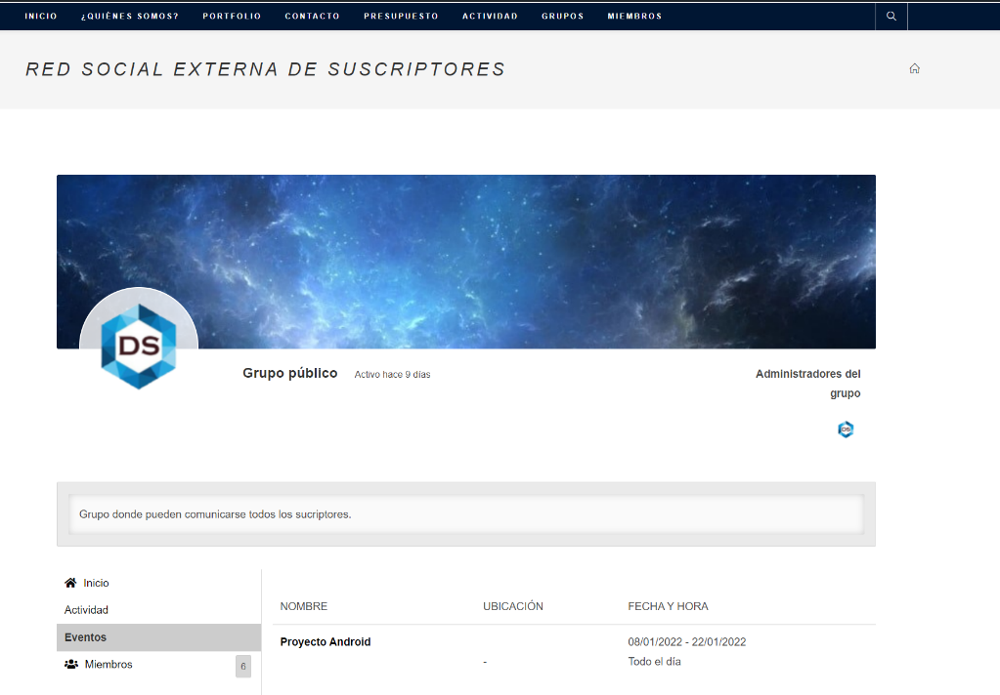 INICIO ¿QUIÉNES SOMOS? PORTFOLIO CONTACTO PRESUPUESTO ACTIVIDAD GRUPOS MIEMBROS
RED SOCIAL EXTERNA DE SUSCRIPTORES
DS
Grupo público Activo hace 9 días
Administradores del
grupo
DS
Grupo donde pueden comunicarse todos los sucriptores.
Inicio
Actividad
Eventos
Miembros 6
NOMBRE UBICACIÓN FECHA Y HORA
Proyecto Android 08/01/2022 - 22/01/2022
- Todo el día